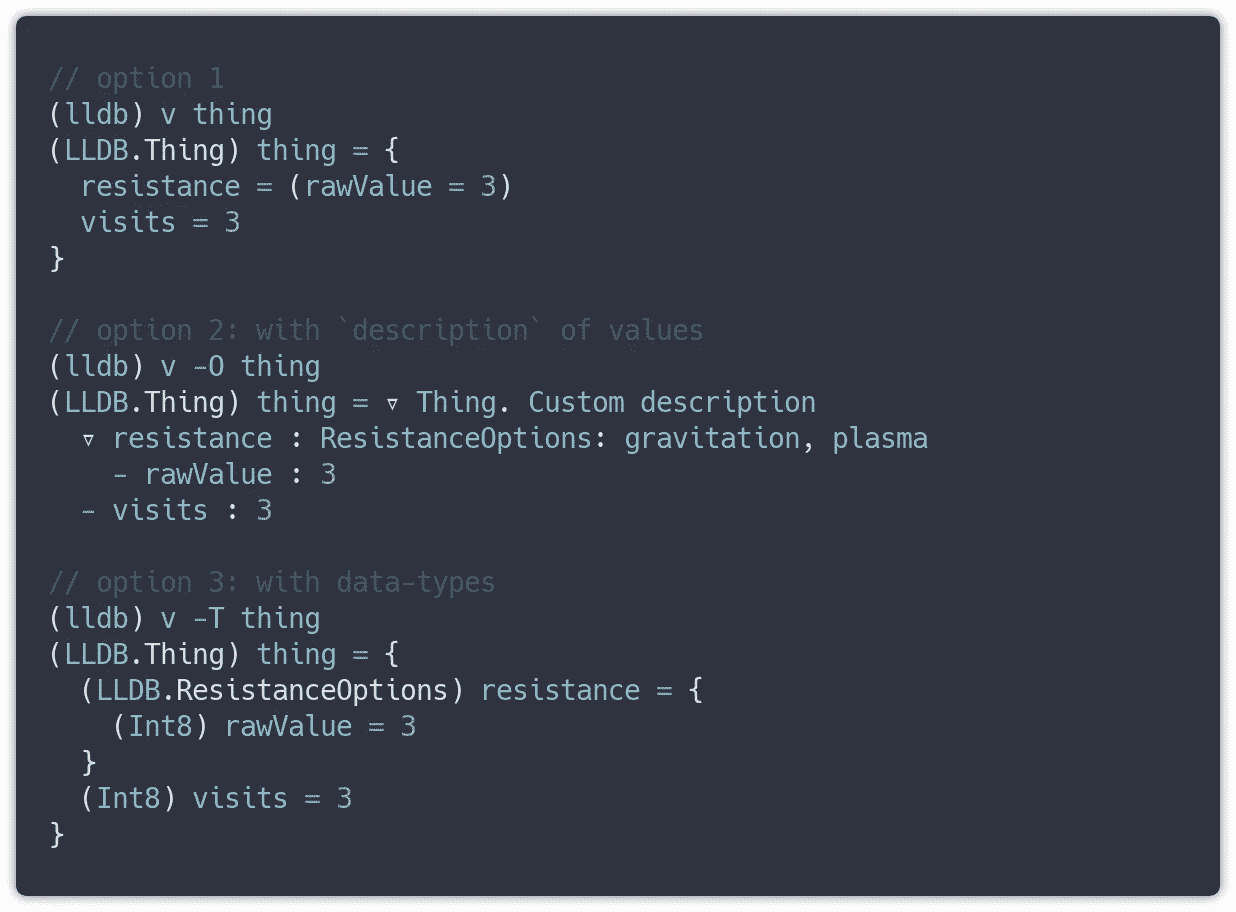 // option 1
(lldb) v thing
(LLDB.Thing) thing = {
  resistance = (rawValue = 3)
  visits = 3
}
// option 2: with `description` of values
(lldb) v -O thing
(LLDB.Thing) thing = ▿ Thing. Custom description
  ▿ resistance : ResistanceOptions: gravitation, plasma
    - rawValue : 3
  - visits : 3
// option 3: with data-types
(lldb) v -T thing
(LLDB.Thing) thing = {
  (LLDB.ResistanceOptions) resistance = {
    (Int8) rawValue = 3
  }
  (Int8) visits = 3
}